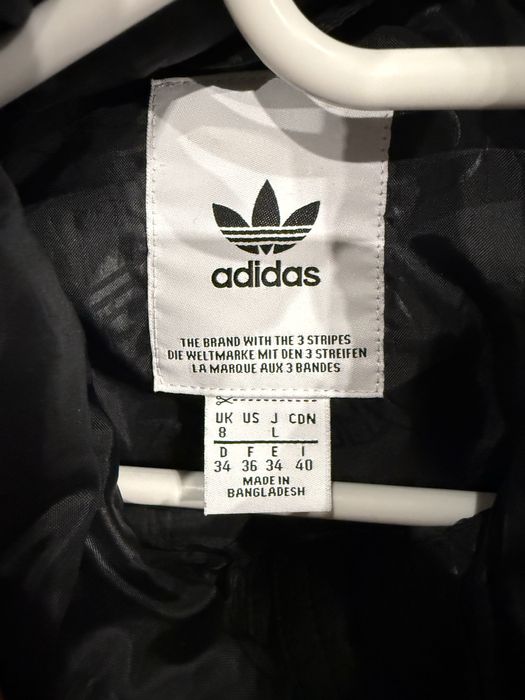 adidas
THE BRAND WITH THE 3 STRIPES
DIE WELTMARKE MIT DEN 3 STREIFEN
LA MARQUE AUX 3 BANDES
UK US J CDN
8 L
D F E I
34 36 34 40
MADE IN
BANGLADESH